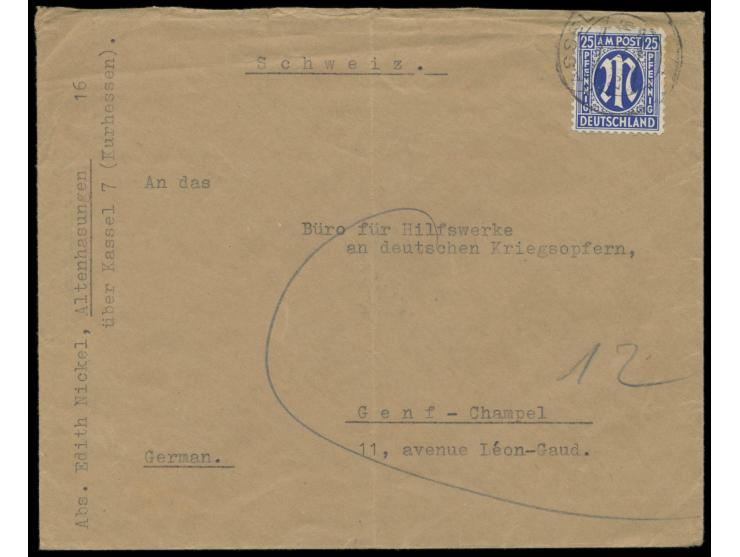 Schweiz.
25 AM POST 25
PFENNIG PFENNIG
M
DEUTSCHLAND
An das
Büro für Hilfswerke
an deutschen Kriegsopfern,
12
Genf - Champel
11, avenue Léon-Gaud.
German.
Abs. Edith Nickel, Altenhasungen 16
über Kassel 7 (Kurhessen).